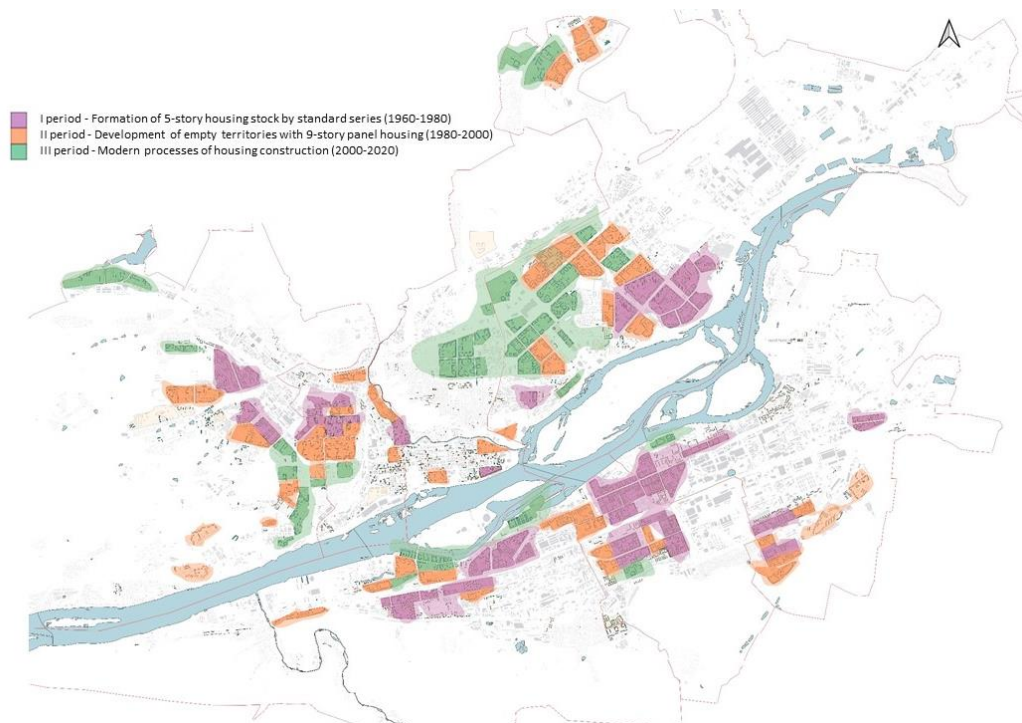 I period - Formation of 5-story housing stock by standard series (1960-1980)
II period - Development of empty territories with 9-story panel housing (1980-2000)
III period - Modern processes of housing construction (2000-2020)